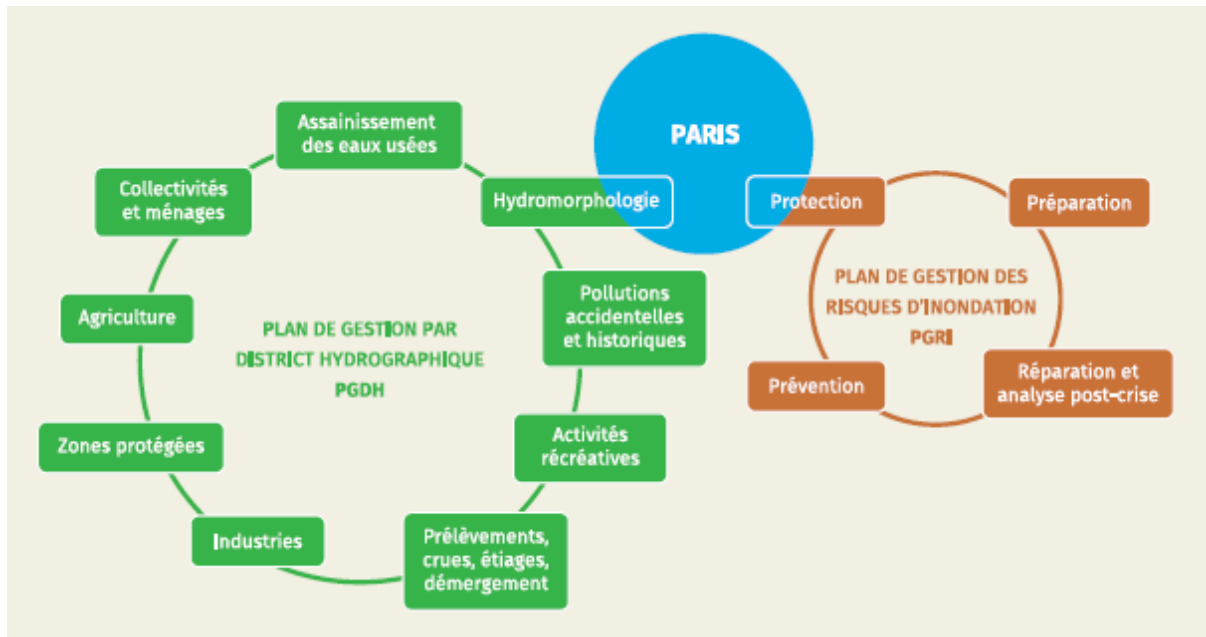 PARIS
Assainissement
des eaux usées
Collectivités
et ménages
Hydromorphologie
Agriculture
Pollutions
accidentelles
et historiques
PLAN DE GESTION PAR
DISTRICT HYDROGRAPHIQUE
PGDH
Zones protégées
Activités
récréatives
Industries
Prélèvements,
crues, étiages,
démergement
Protection
Préparation
PLAN DE GESTION DES
RISQUES D'INONDATION
PGRI
Prévention
Réparation et
analyse post-crise